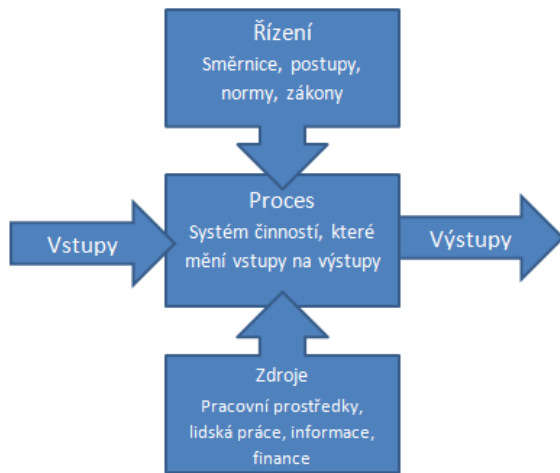 Řízení
Směrnice, postupy,
normy, zákony
Proces
Systém činností, které
mění vstupy na výstupy
Vstupy
Výstupy
Zdroje
Pracovní prostředky,
lidská práce, informace,
finance